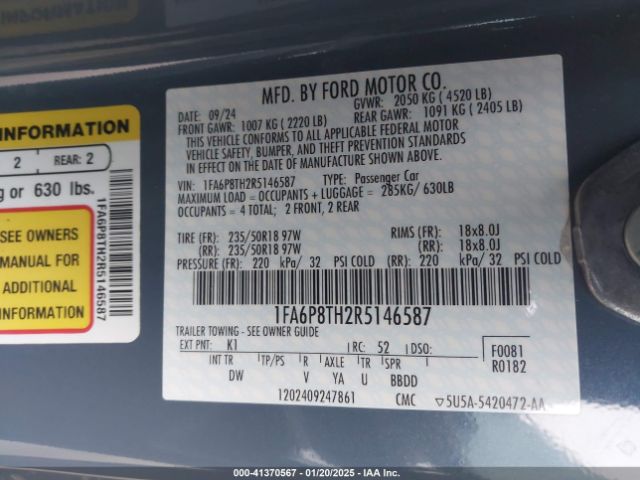 MFD. BY FORD MOTOR CO.
DATE: 09/24 GVWR: 2050 KG ( 4520 LB)
FRONT GAWR: 1007 KG ( 2220 LB) REAR GAWR: 1091 KG ( 2405 LB)
THIS VEHICLE CONFORMS TO ALL APPLICABLE FEDERAL MOTOR
VEHICLE SAFETY, BUMPER, AND THEFT PREVENTION STANDARDS
IN EFFECT ON THE DATE OF MANUFACTURE SHOWN ABOVE.
VIN: 1FA6P8TH2R5146587 TYPE: Passenger Car
MAXIMUM LOAD = OCCUPANTS + LUGGAGE = 285KG/ 630LB
OCCUPANTS = 4 TOTAL; 2 FRONT, 2 REAR
TIRE (FR): 235/50R18 97W RIMS (FR): 18x8.0J
(RR): 235/50R18 97W (RR): 18x8.0J
PRESSURE (FR): 220 kPa/ 32 PSI COLD (RR): 220 kPa/ 32 PSI COLD
1FA6P8TH2R5146587
TRAILER TOWING - SEE OWNER GUIDE
EXT PNT: K1 RC: 52 DSO: F0081
R0182
INT TR TP/PS R AXLE TR SPR
DW V YA U BBDD
1202409247861 CMC 5U5A-5420472-AA
INFORMATION
2 REAR: 2
or 630 lbs.
SEE OWNERS
MANUAL FOR
ADDITIONAL
INFORMATION
1FA6P8TH2R5146587
000-41370567 - 01/20/2025 - IAA Inc.